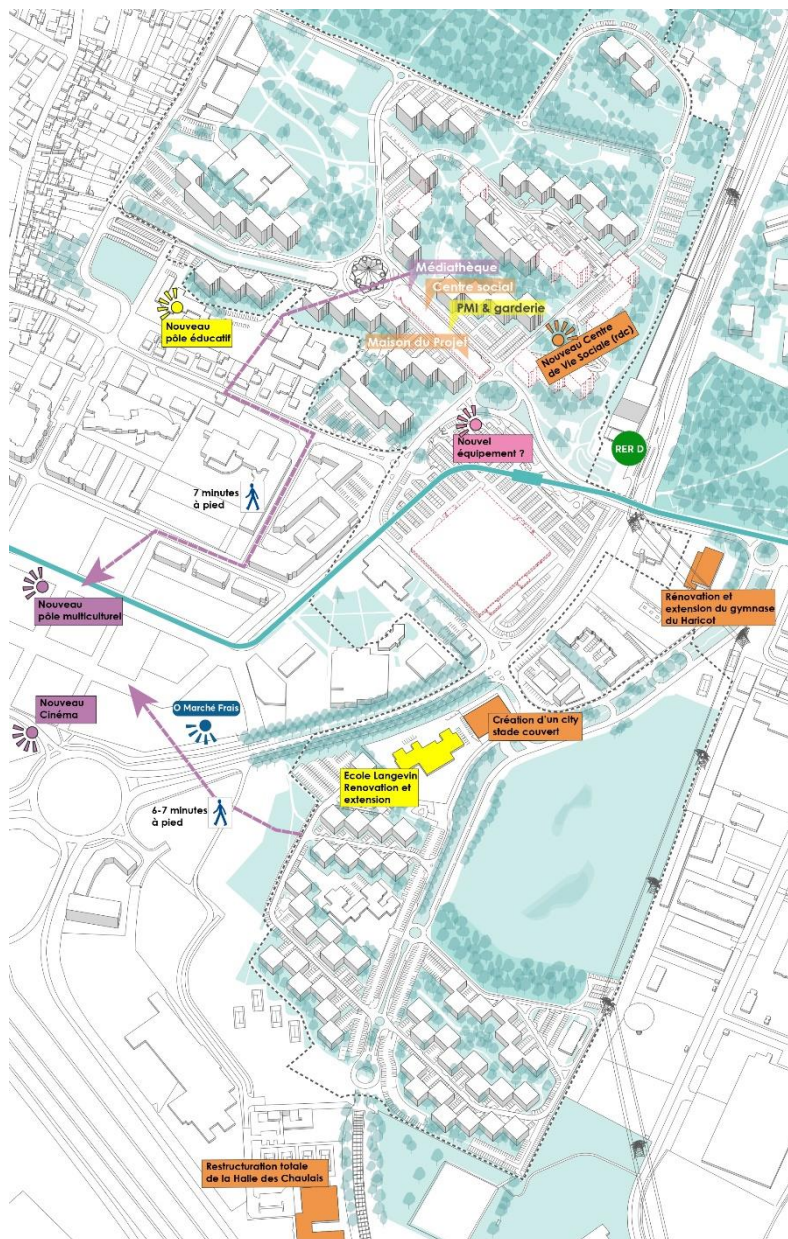 Médiathèque
Centre social
PMI & garderie
Maison du Projet
Nouveau Centre
de Vie Sociale (rdc)
Nouveau
pôle éducatif
Nouvel
équipement ?
RER D
7 minutes
à pied
Nouveau
pôle multiculturel
Rénovation et
extension du gymnase
du Haricot
Nouveau
Cinéma
O Marché Frais
Création d'un city
stade couvert
Ecole Langevin
Renovation et
extension
6-7 minutes
à pied
Restructuration totale
de la Halle des Chaulais